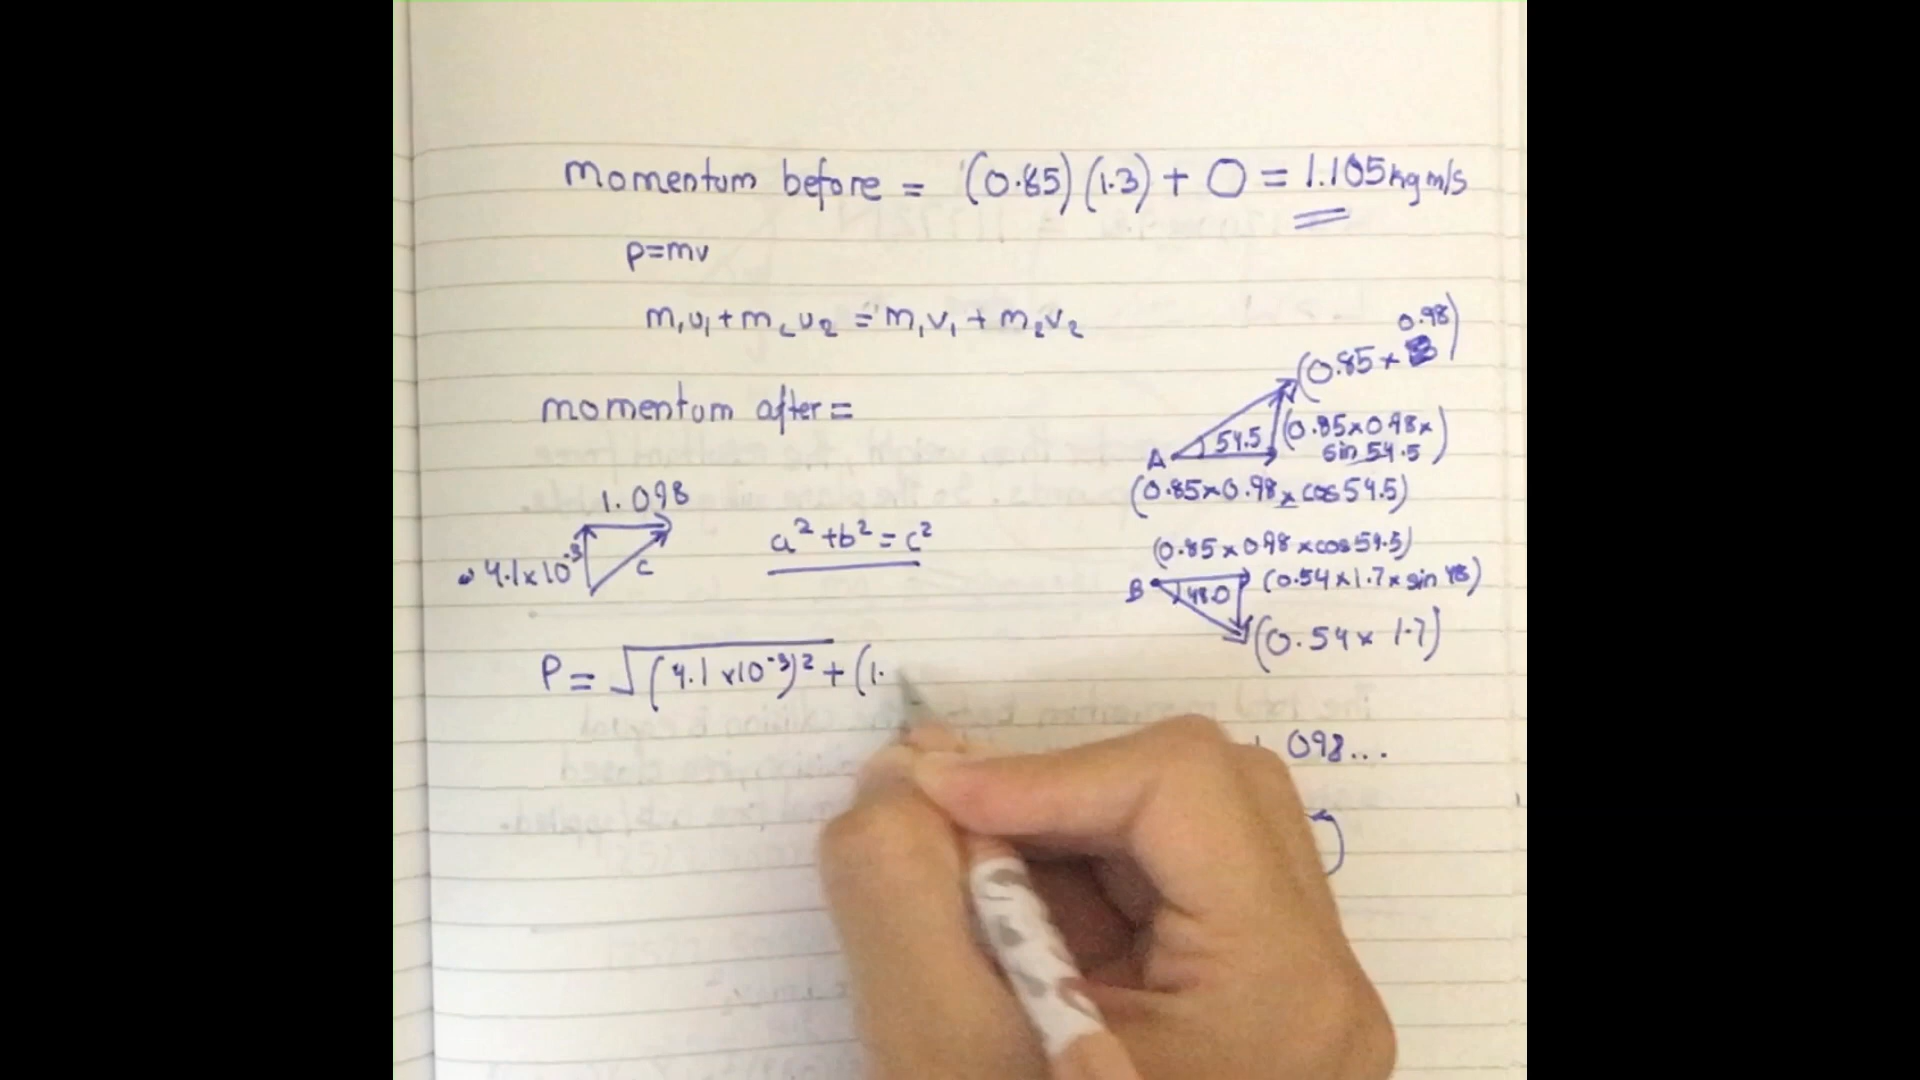 momentum before = (0.85)(1.3) + 0 = 1.105 kg m/s
p=mv
m₁u₁ + m₂u₂ = m₁v₁ + m₂v₂
momentum after =
0.98)
(0.85 ×
54.5
A
(0.85×0.98×
sin 54.5)
(0.85×0.98×cos 54.5)
1.098
4.1×10⁻³
c
a² + b² = c²
(0.85×0.98×cos 54.5)
B
48.0
(0.54×1.7×sin 48)
(0.54 × 1.7)
P = √(4.1×10⁻³)² + (1.
098...